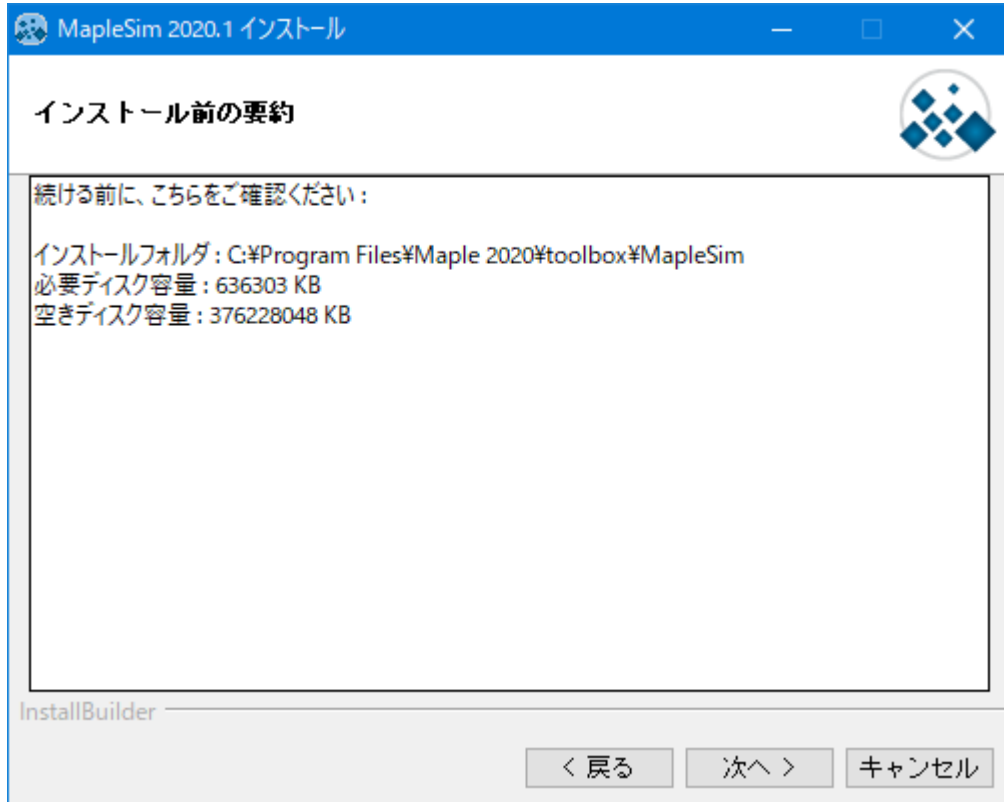 MapleSim 2020.1 インストール
インストール前の要約
続ける前に、こちらをご確認ください :
インストールフォルダ : C:¥Program Files¥Maple 2020¥toolbox¥MapleSim
必要ディスク容量 : 636303 KB
空きディスク容量 : 376228048 KB
InstallBuilder
< 戻る 次へ > キャンセル